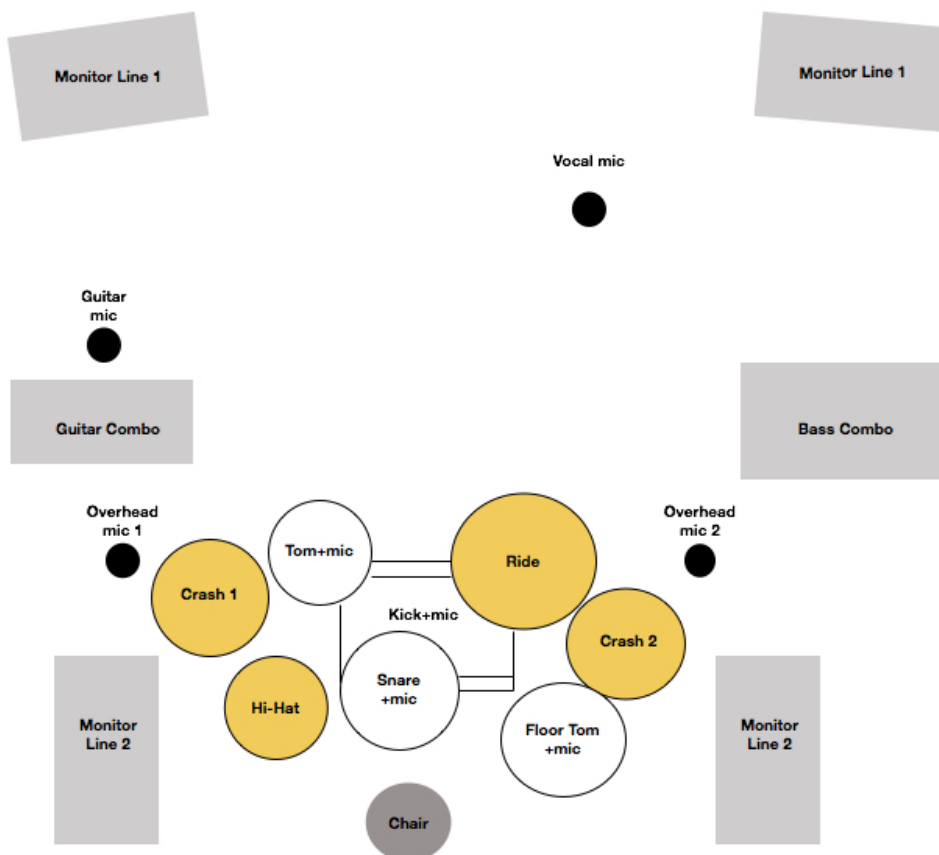 Monitor Line 1
Monitor Line 1
Vocal mic
Guitar
mic
Guitar Combo
Bass Combo
Overhead
mic 1
Overhead
mic 2
Tom+mic
Ride
Crash 1
Kick+mic
Crash 2
Snare
+mic
Hi-Hat
Floor Tom
+mic
Monitor
Line 2
Monitor
Line 2
Chair